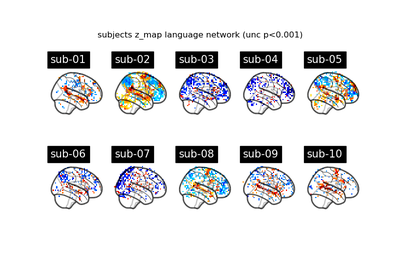 subjects z_map language network (unc p<0.001)
sub-01 sub-02 sub-03 sub-04 sub-05
sub-06 sub-07 sub-08 sub-09 sub-10